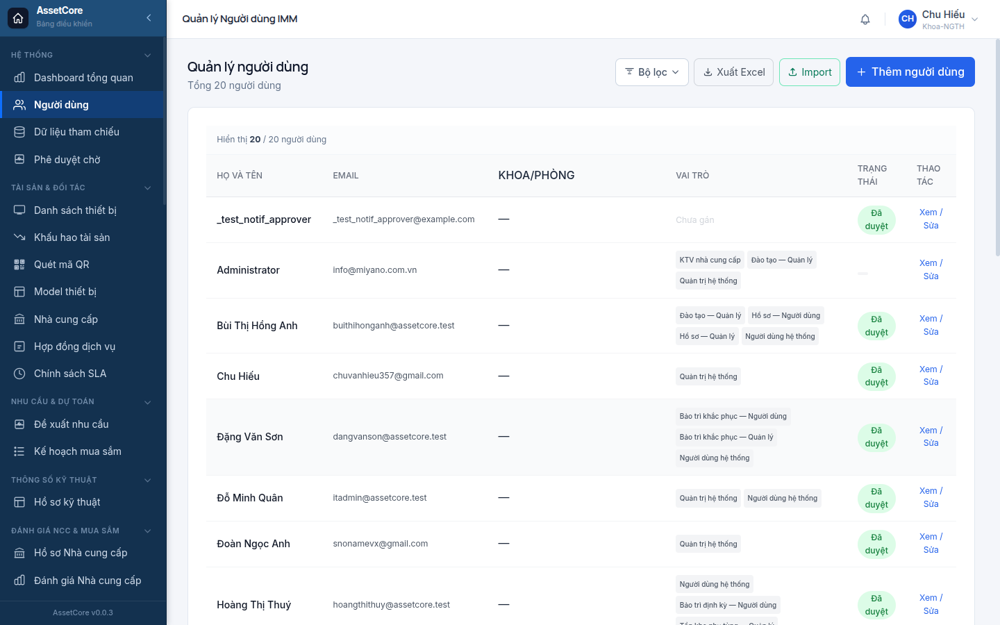 AssetCore
Bảng điều khiển
HỆ THỐNG
Dashboard tổng quan
Người dùng
Dữ liệu tham chiếu
Phê duyệt chờ
TÀI SẢN & ĐỐI TÁC
Danh sách thiết bị
Khấu hao tài sản
Quét mã QR
Model thiết bị
Nhà cung cấp
Hợp đồng dịch vụ
Chính sách SLA
NHU CẦU & DỰ TOÁN
Đề xuất nhu cầu
Kế hoạch mua sắm
THÔNG SỐ KỸ THUẬT
Hồ sơ kỹ thuật
ĐÁNH GIÁ NCC & MUA SẮM
Hồ sơ Nhà cung cấp
Đánh giá Nhà cung cấp
AssetCore v0.0.3
Quản lý Người dùng IMM
CH
Chu Hiếu
Khoa-NGTH
Quản lý người dùng
Tổng 20 người dùng
Bộ lọc
Xuất Excel
Import
Thêm người dùng
Hiển thị 20 / 20 người dùng
HỌ VÀ TÊN EMAIL KHOA/PHÒNG VAI TRÒ TRẠNG THÁI THAO TÁC
_test_notif_approver _test_notif_approver@example.com — Chưa gán Đã duyệt Xem / Sửa
Administrator info@miyano.com.vn — KTV nhà cung cấp Đào tạo — Quản lý
Quản trị hệ thống — Xem / Sửa
Bùi Thị Hồng Anh buithihonganh@assetcore.test — Đào tạo — Quản lý Hồ sơ — Người dùng
Hồ sơ — Quản lý Người dùng hệ thống Đã duyệt Xem / Sửa
Chu Hiếu chuvanhieu357@gmail.com — Quản trị hệ thống Đã duyệt Xem / Sửa
Đặng Văn Sơn dangvanson@assetcore.test — Bảo trì khắc phục — Người dùng
Bảo trì khắc phục — Quản lý
Người dùng hệ thống Đã duyệt Xem / Sửa
Đỗ Minh Quân itadmin@assetcore.test — Quản trị hệ thống Người dùng hệ thống Đã duyệt Xem / Sửa
Đoàn Ngọc Anh snonamevx@gmail.com — Quản trị hệ thống Đã duyệt Xem / Sửa
Hoàng Thị Thuý hoangthithuy@assetcore.test — Người dùng hệ thống
Bảo trì định kỳ — Người dùng Đã duyệt Xem / Sửa